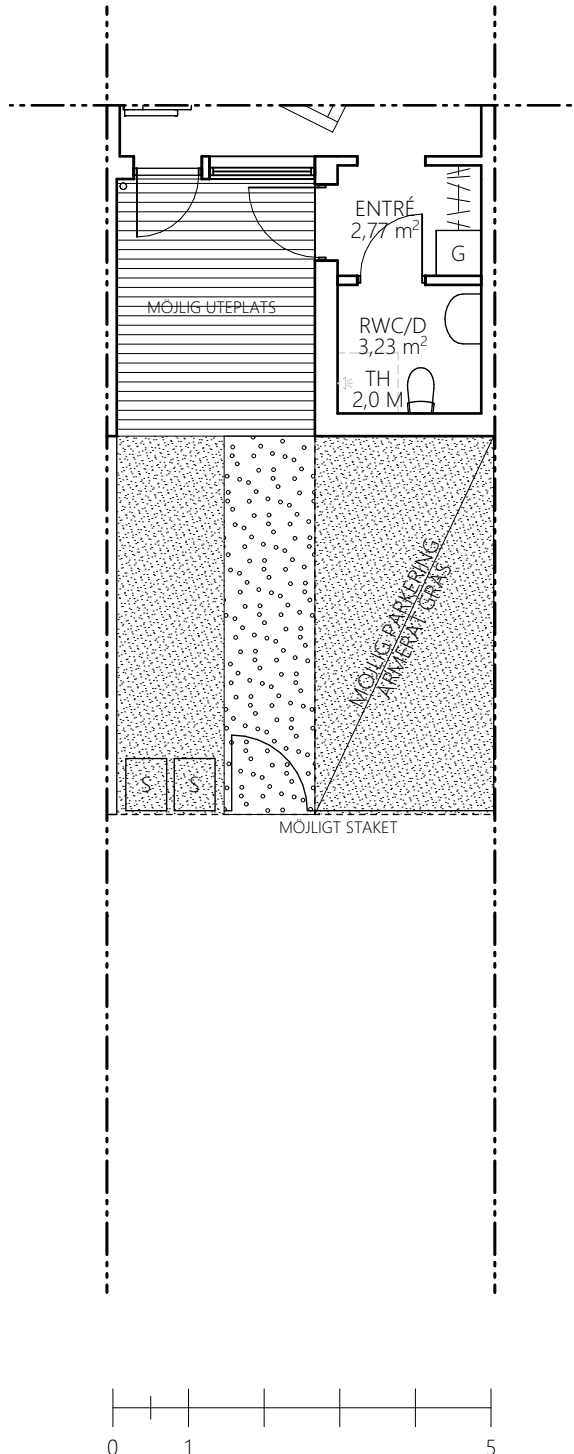 ENTRÉ
2,77 m²
G
MÖJLIG UTEPLATS
RWC/D
3,23 m²
TH
2,0 M
MÖJLIG PARKERING
ARMERAT GRÄS
S S
MÖJLIGT STAKET
0 1 5